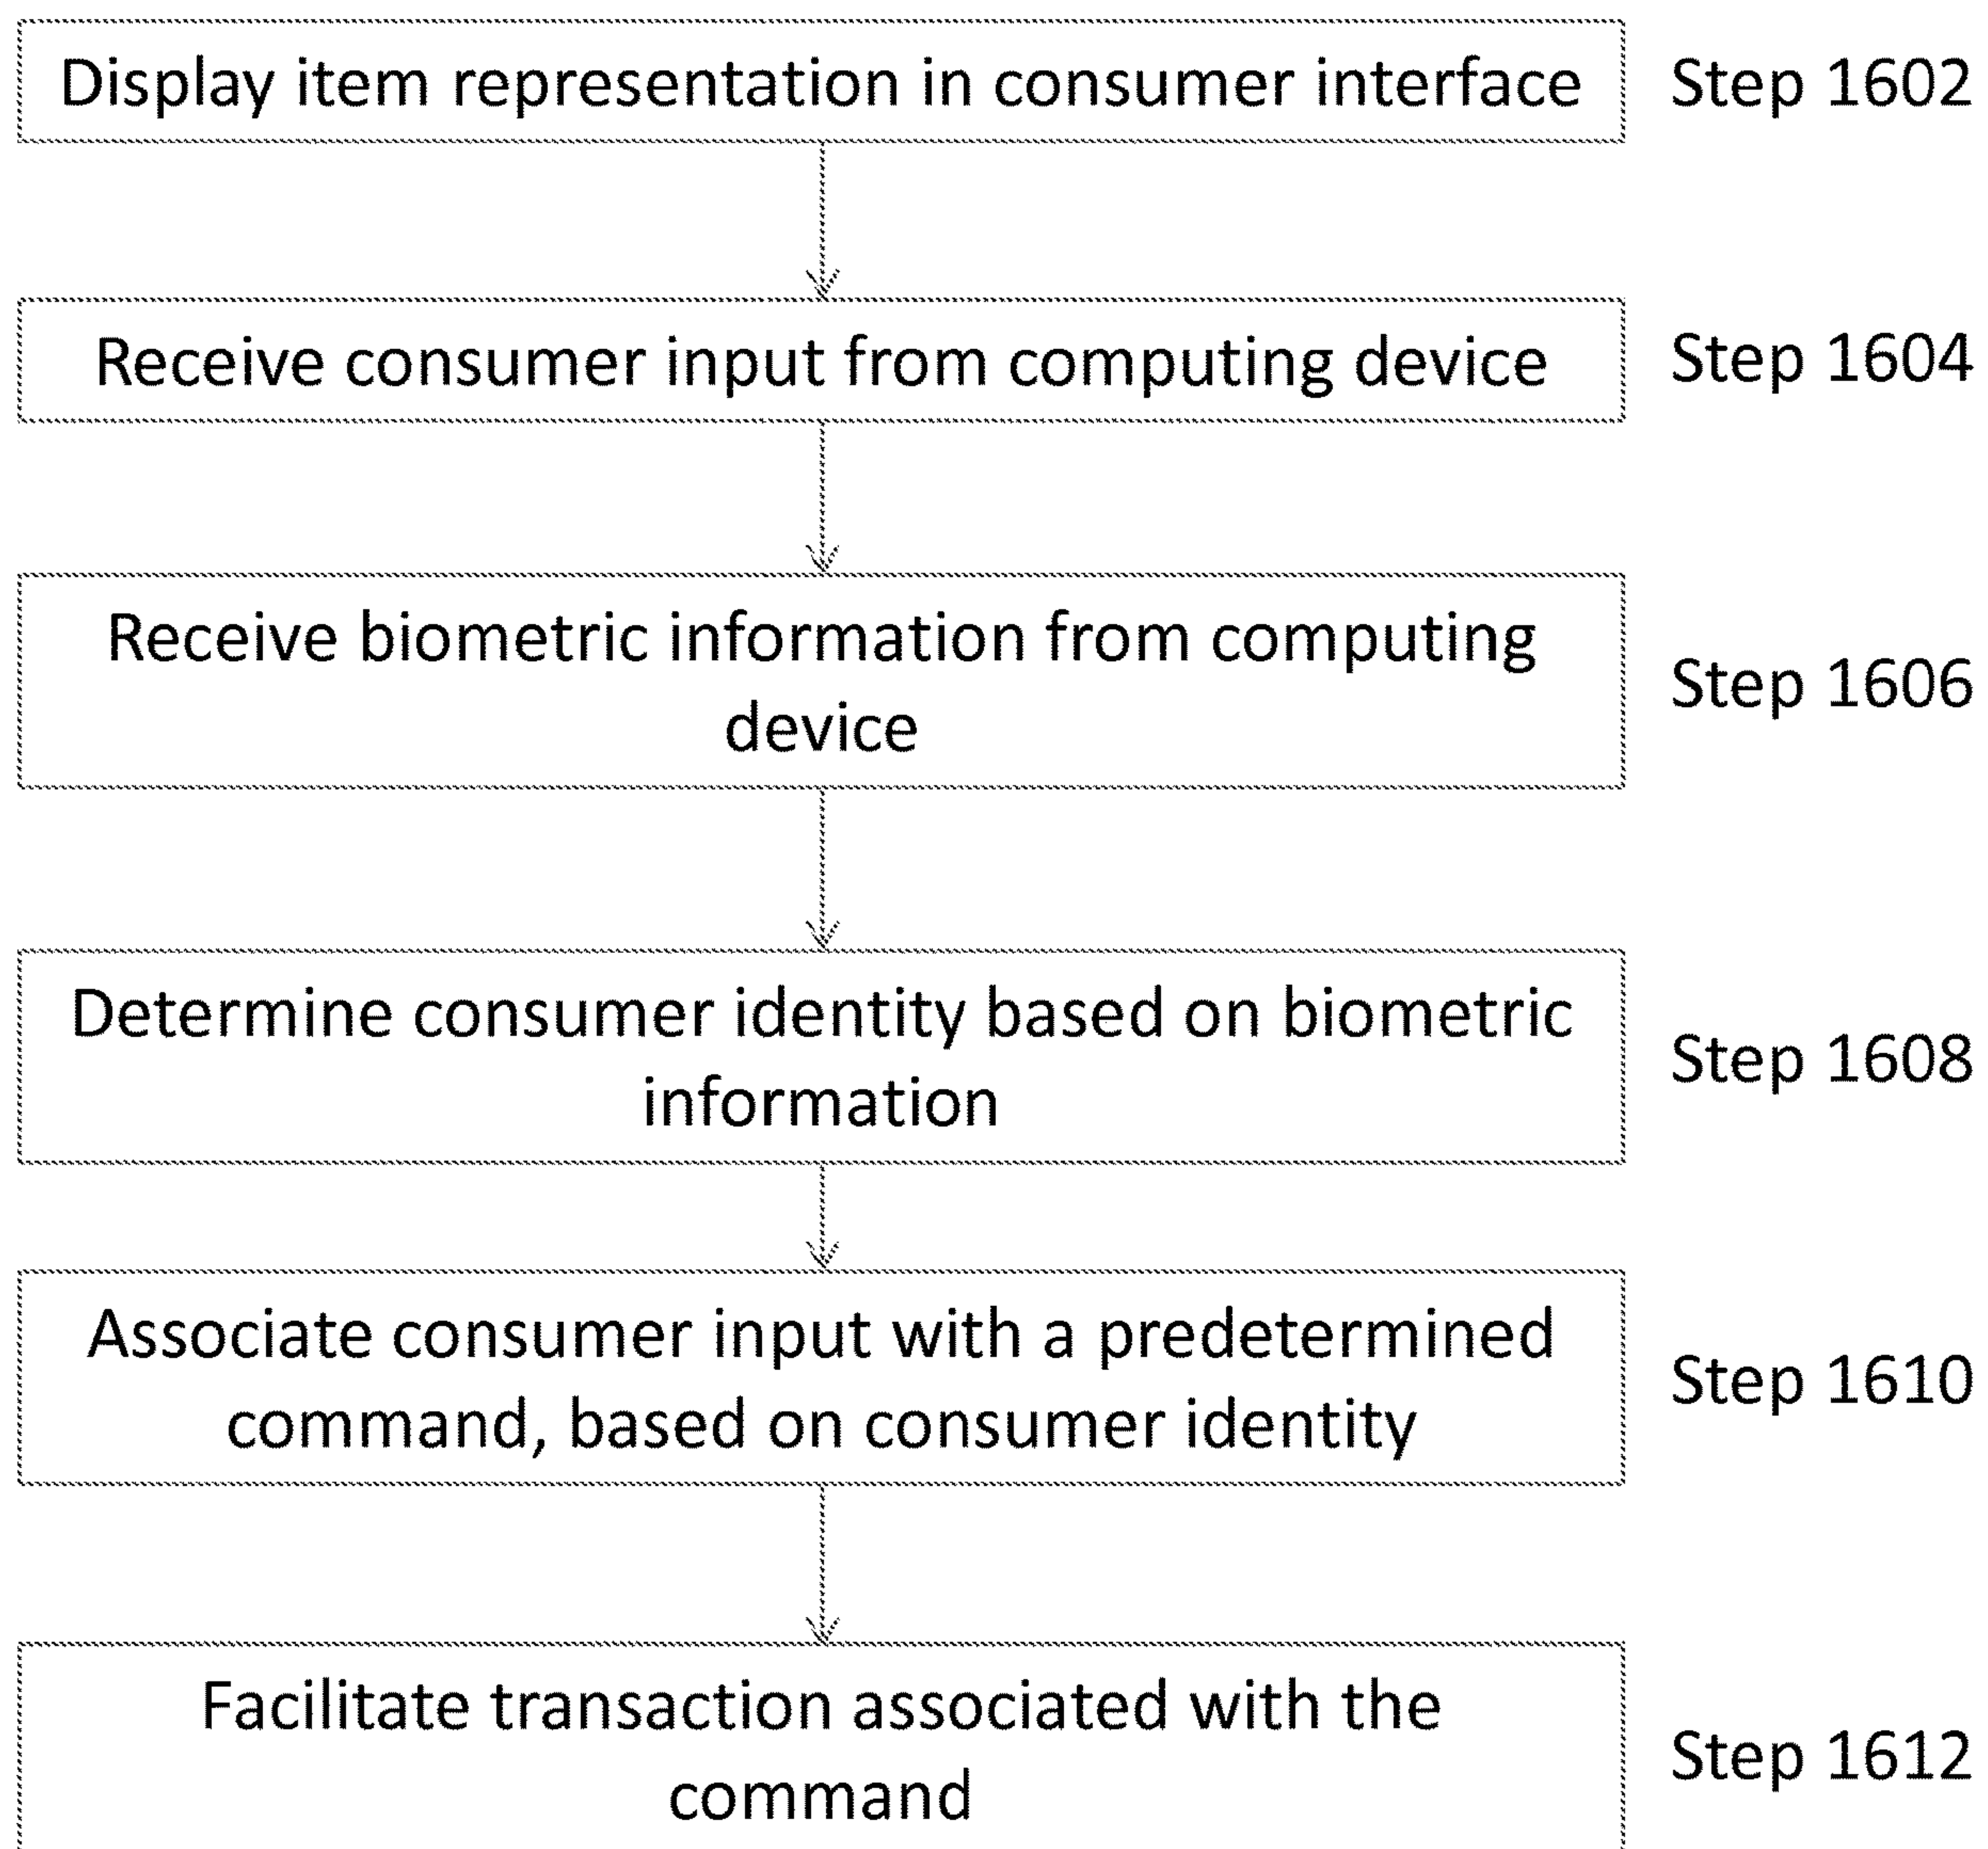 Display item representation in consumer interface
Step 1602
Receive consumer input from computing device
Step 1604
Receive biometric information from computing
device
Step 1606
Determine consumer identity based on biometric
information
Step 1608
Associate consumer input with a predetermined
command, based on consumer identity
Step 1610
Facilitate transaction associated with the
command
Step 1612